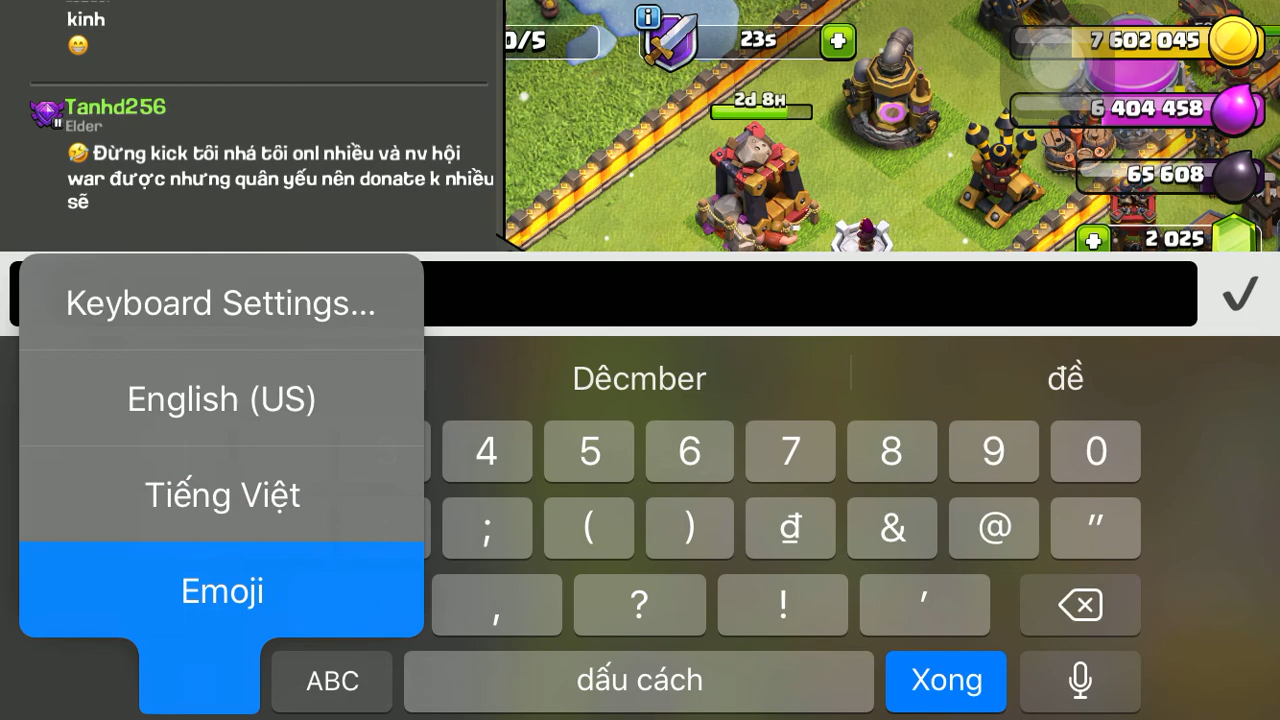 kinh
😁
Tanhd256
Elder
🤣 Đừng kick tôi nhá tôi onl nhiều và nv hội
war được nhưng quân yếu nên donate k nhiều
sẽ
0/5
23s
7 602 045
2d 8H
6 404 458
65 608
2 025
Keyboard Settings...
English (US)
Tiếng Việt
Emoji
Dêcmber
đề
4 5 6 7 8 9 0
; ( ) ₫ & @ "
, ? ! '
ABC
dấu cách
Xong